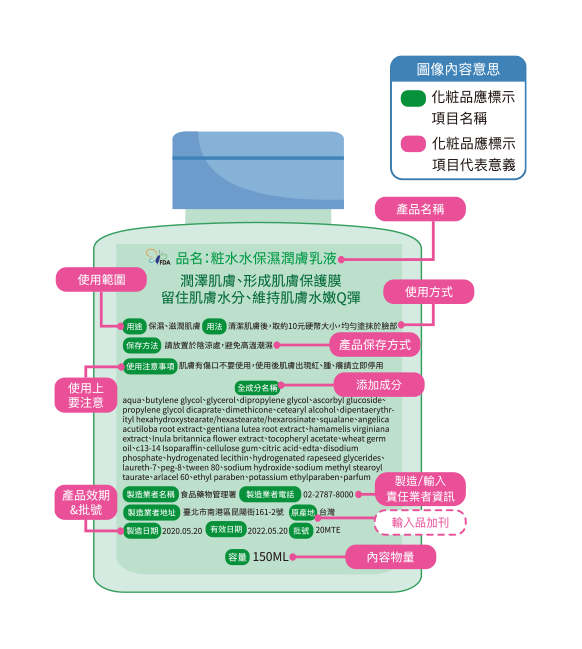 圖像內容意思
化粧品應標示
項目名稱
化粧品應標示
項目代表意義
產品名稱
FDA
品名：粧水水保濕潤膚乳液
潤澤肌膚、形成肌膚保護膜
留住肌膚水分、維持肌膚水嫩Q彈
使用範圍
使用方式
用途 保濕、滋潤肌膚 用法 清潔肌膚後，取約10元硬幣大小，均勻塗抹於臉部
保存方法 請放置於陰涼處，避免高溫潮濕
產品保存方式
使用注意事項 肌膚有傷口不要使用，使用後肌膚出現紅、腫、癢請立即停用
使用上
要注意
全成分名稱
添加成分
aqua、butylene glycol、glycerol、dipropylene glycol、ascorbyl glucoside、
propylene glycol dicaprate、dimethicone、cetearyl alcohol、dipentaerythr-
ityl hexahydroxystearate/hexastearate/hexarosinate、squalane、angelica
acutiloba root extract、gentiana lutea root extract、hamamelis virginiana
extract、Inula britannica flower extract、tocopheryl acetate、wheat germ
oil、c13-14 Isoparaffin、cellulose gum、citric acid、edta、disodium
phosphate、hydrogenated lecithin、hydrogenated rapeseed glycerides、
laureth-7、peg-8、tween 80、sodium hydroxide、sodium methyl stearoyl
taurate、arlacel 60、ethyl paraben、potassium ethylparaben、parfum
製造業者名稱 食品藥物管理署 製造業者電話 02-2787-8000
製造/輸入
責任業者資訊
產品效期
&批號
製造業者地址 臺北市南港區昆陽街161-2號 原產地 台灣
輸入品加刊
製造日期 2020.05.20 有效日期 2022.05.20 批號 20MTE
容量 150ML
內容物量